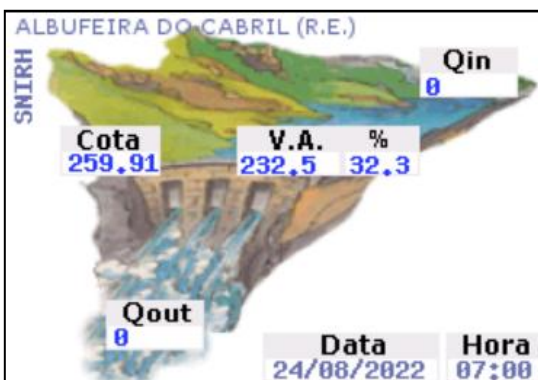 ALBUFEIRA DO CABRIL (R.E.)
SNIRH
Qin
0
Cota
259.91
V.A. %
232.5 32.3
Qout
0
Data Hora
24/08/2022 07:00